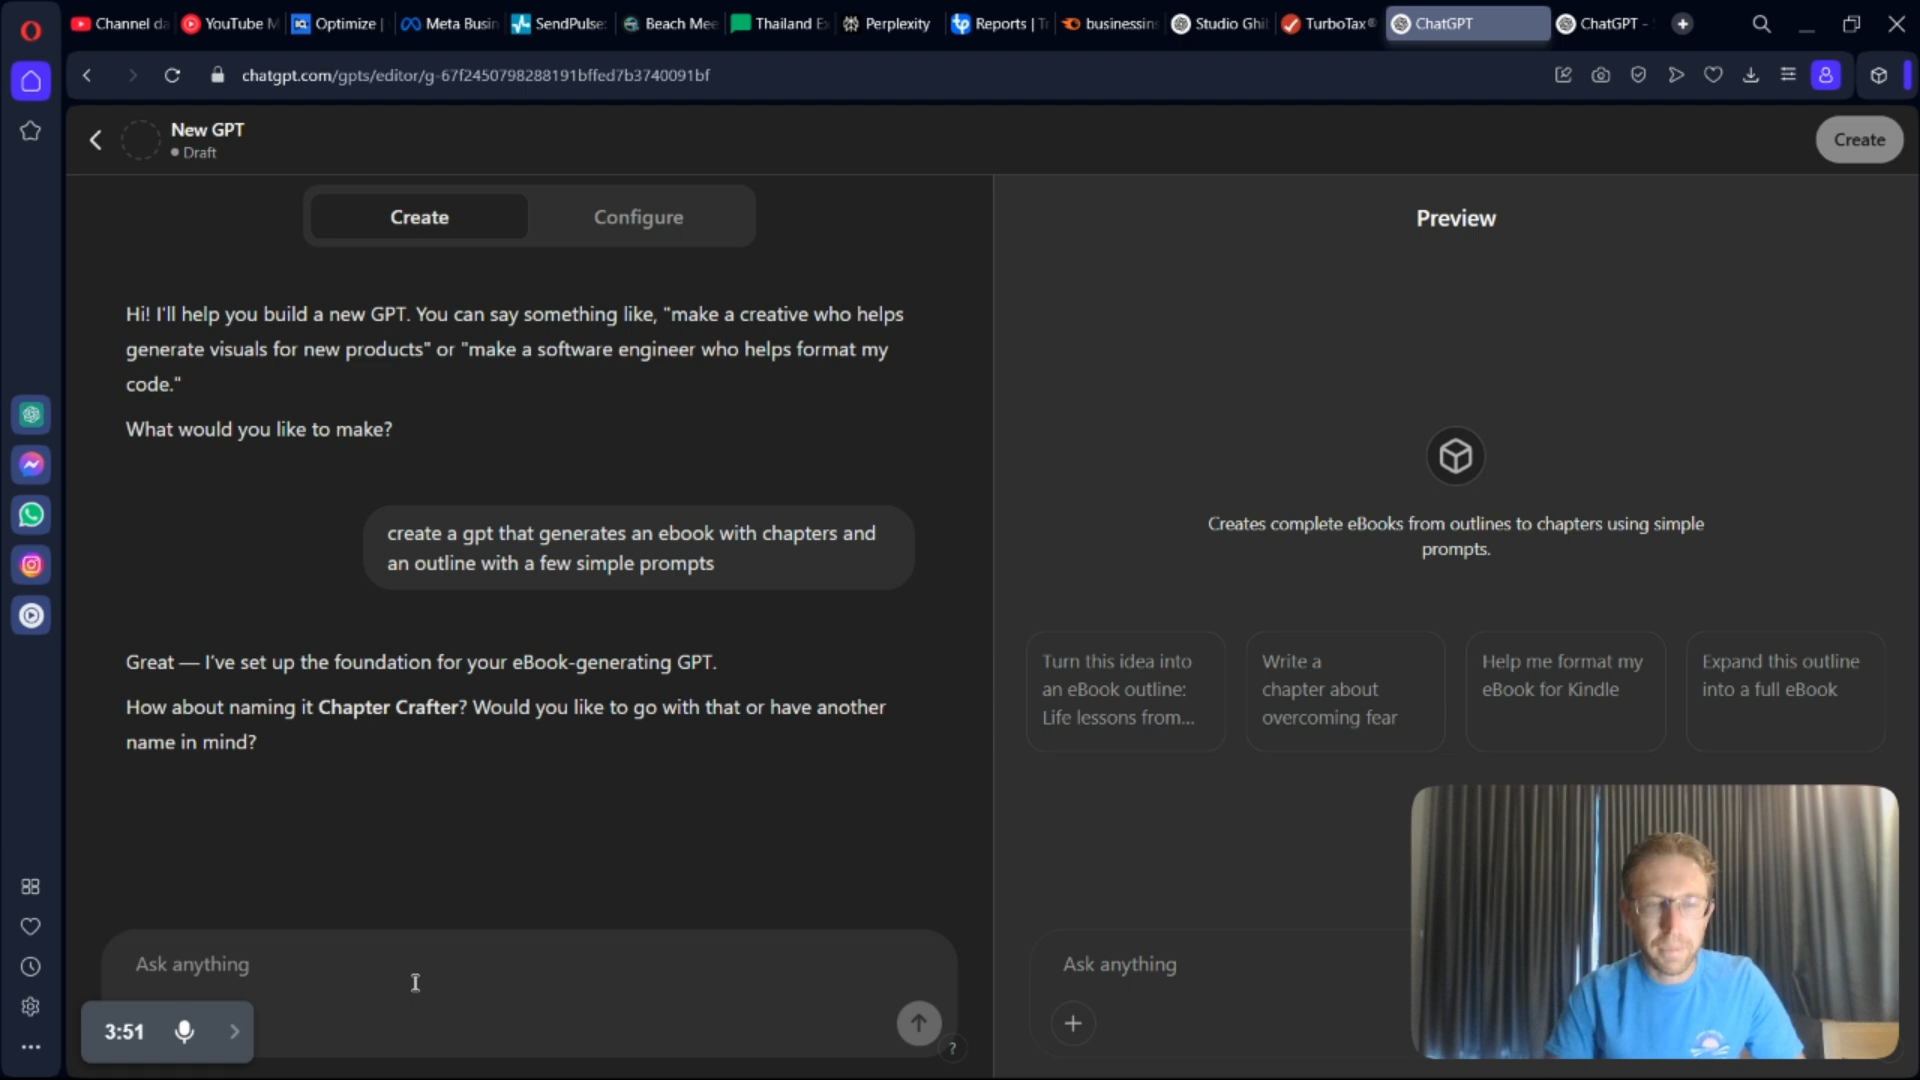 Channel da
YouTube M
Optimize |
Meta Busin
SendPulse:
Beach Mee
Thailand Ex
Perplexity
Reports | Tr
businessins
Studio Ghi
TurboTax®
ChatGPT
ChatGPT -
chatgpt.com/gpts/editor/g-67f2450798288191bffed7b3740091bf
New GPT
Draft
Create
Create
Configure
Hi! I'll help you build a new GPT. You can say something like, "make a creative who helps
generate visuals for new products" or "make a software engineer who helps format my
code."
What would you like to make?
create a gpt that generates an ebook with chapters and
an outline with a few simple prompts
Great — I've set up the foundation for your eBook-generating GPT.
How about naming it Chapter Crafter? Would you like to go with that or have another
name in mind?
Ask anything
3:51
?
Preview
Creates complete eBooks from outlines to chapters using simple
prompts.
Turn this idea into
an eBook outline:
Life lessons from...
Write a
chapter about
overcoming fear
Help me format my
eBook for Kindle
Expand this outline
into a full eBook
Ask anything